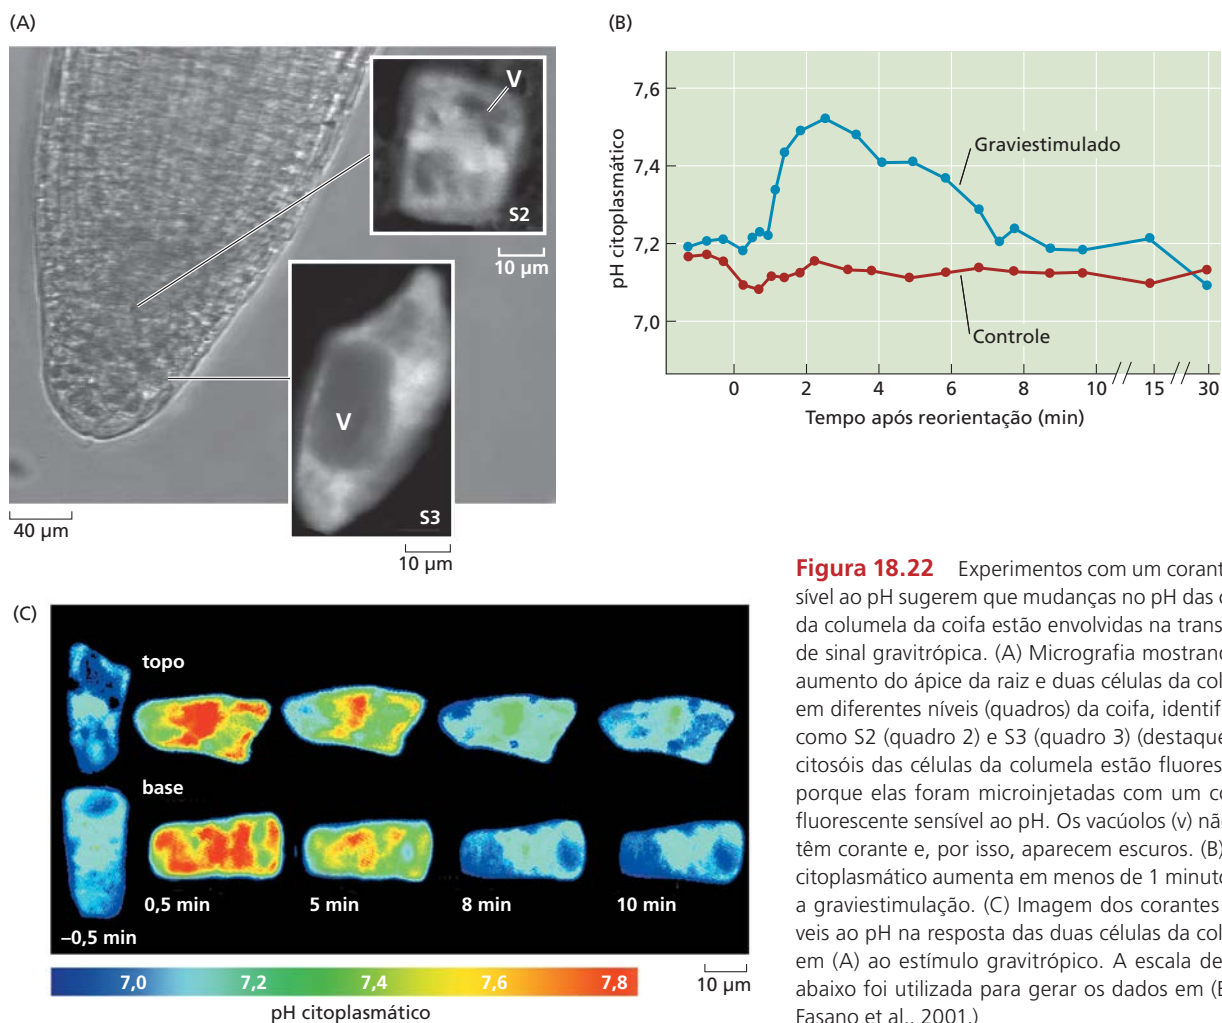 (A)
V
S2
10 µm
V
S3
40 µm
10 µm
(B)
7,6
7,4
7,2
7,0
pH citoplasmático
Graviestimulado
Controle
0 2 4 6 8 10 15 30
Tempo após reorientação (min)
(C)
topo
base
0,5 min 5 min 8 min 10 min
–0,5 min
7,0 7,2 7,4 7,6 7,8
pH citoplasmático
10 µm
Figura 18.22 Experimentos com um corant
sível ao pH sugerem que mudanças no pH das
da columela da coifa estão envolvidas na trans
de sinal gravitrópica. (A) Micrografia mostrand
aumento do ápice da raiz e duas células da col
em diferentes níveis (quadros) da coifa, identif
como S2 (quadro 2) e S3 (quadro 3) (destaque
citosóis das células da columela estão fluores
porque elas foram microinjetadas com um co
fluorescente sensível ao pH. Os vacúolos (v) nã
têm corante e, por isso, aparecem escuros. (B)
citoplasmático aumenta em menos de 1 minuto
a graviestimulação. (C) Imagem dos corantes
veis ao pH na resposta das duas células da col
em (A) ao estímulo gravitrópico. A escala de
abaixo foi utilizada para gerar os dados em (B
Fasano et al., 2001.)